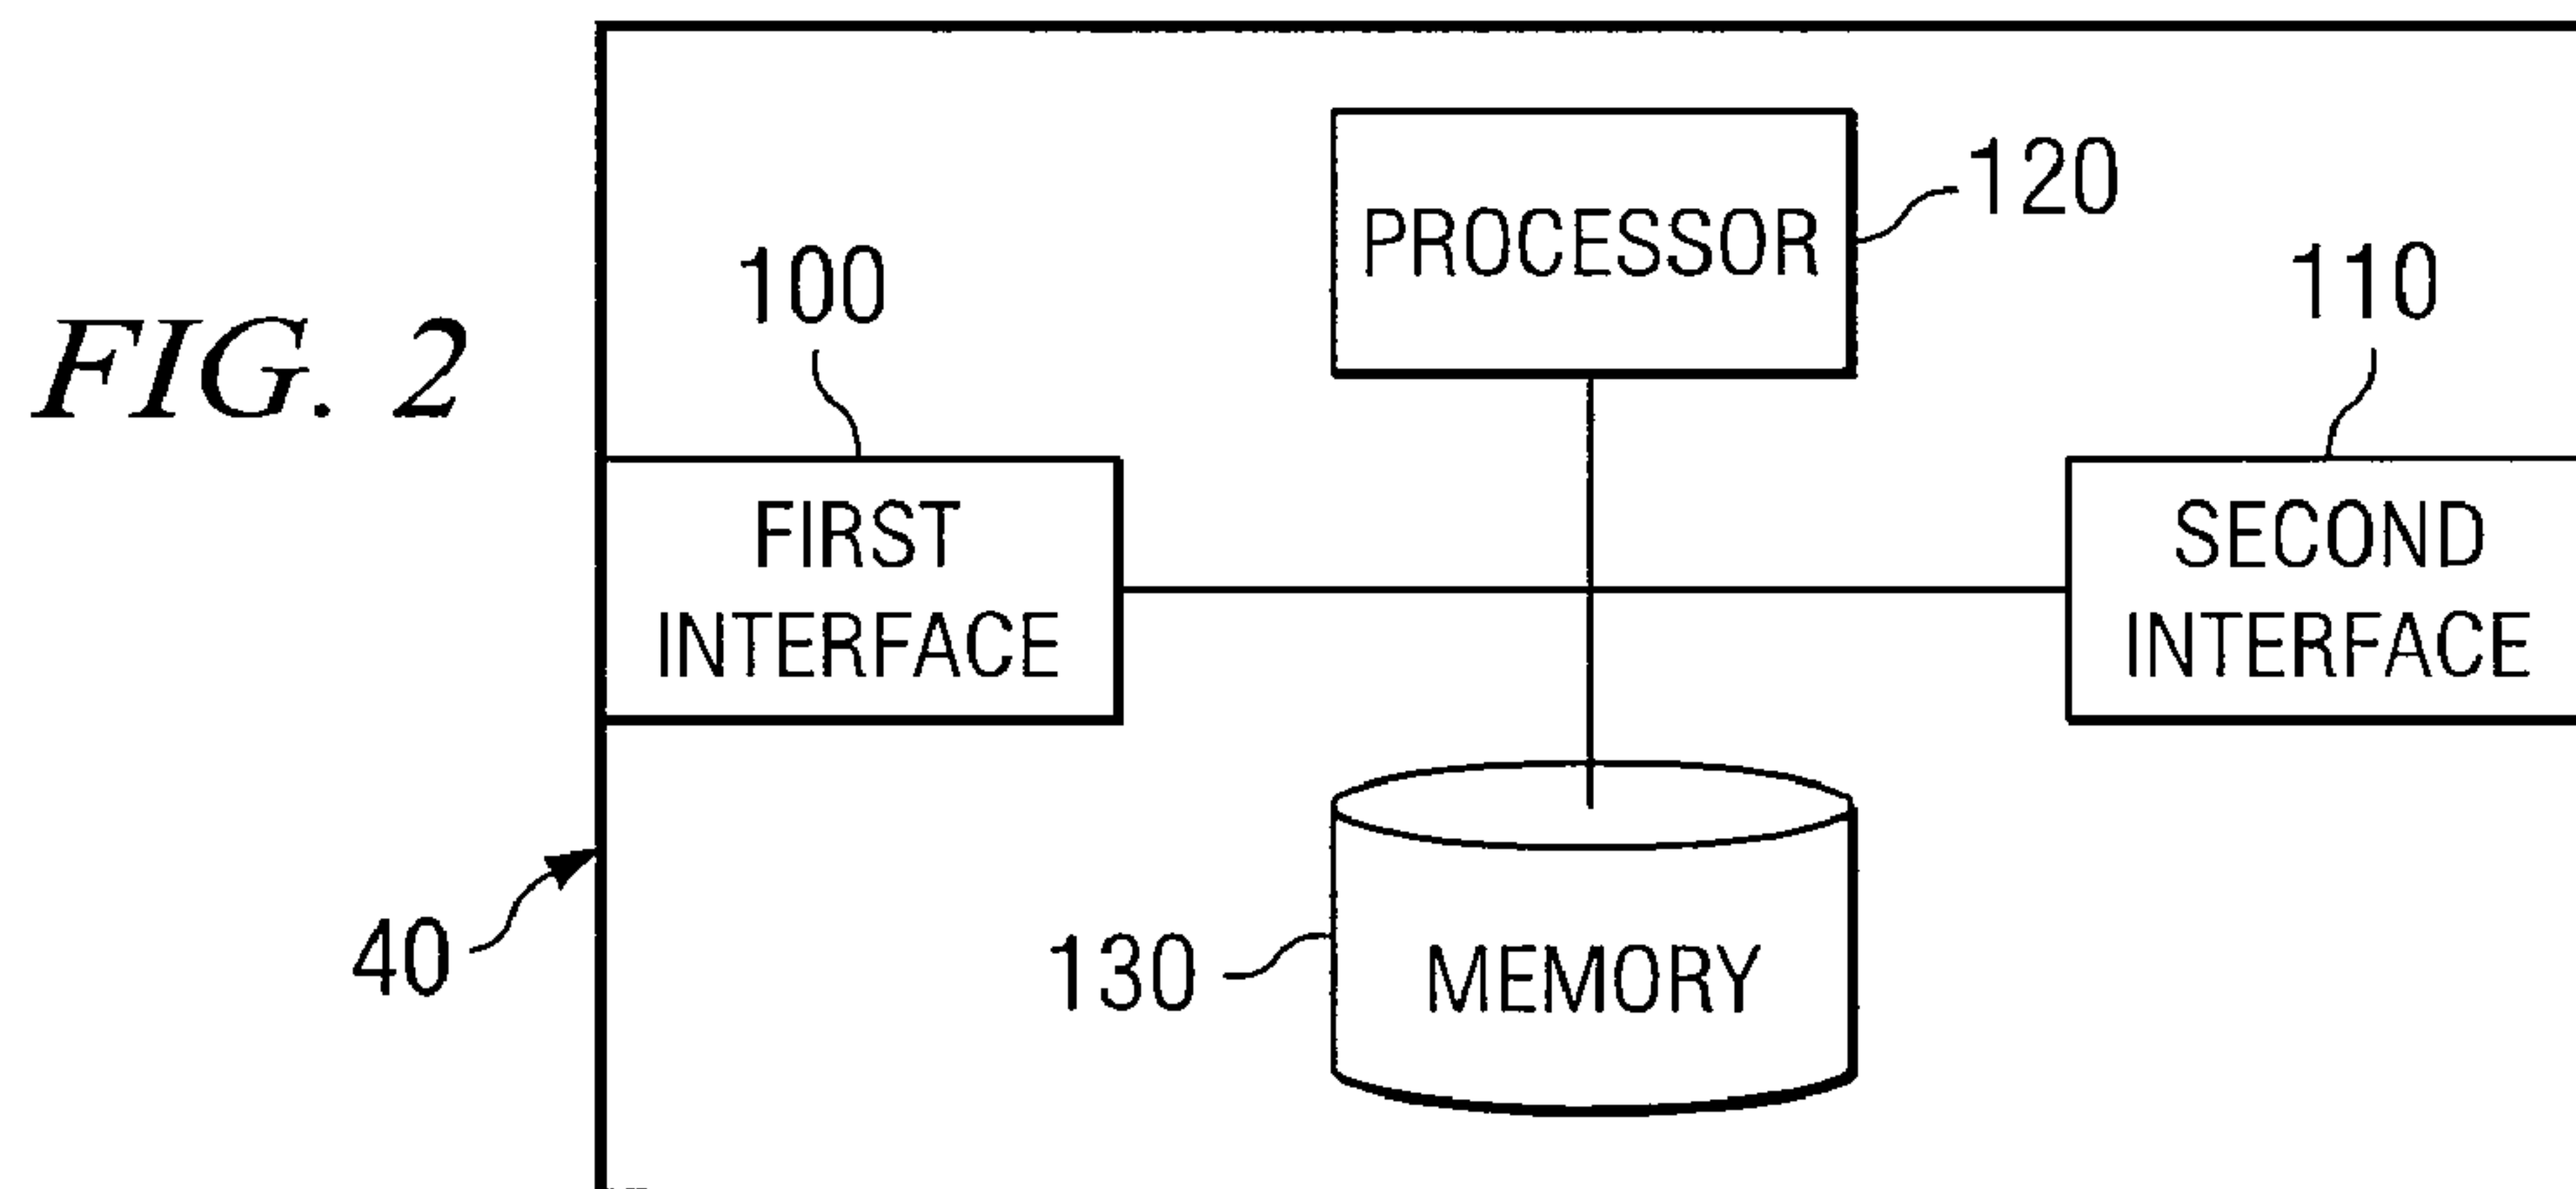 FIG. 2
100
PROCESSOR
120
110
FIRST
INTERFACE
SECOND
INTERFACE
40
130
MEMORY